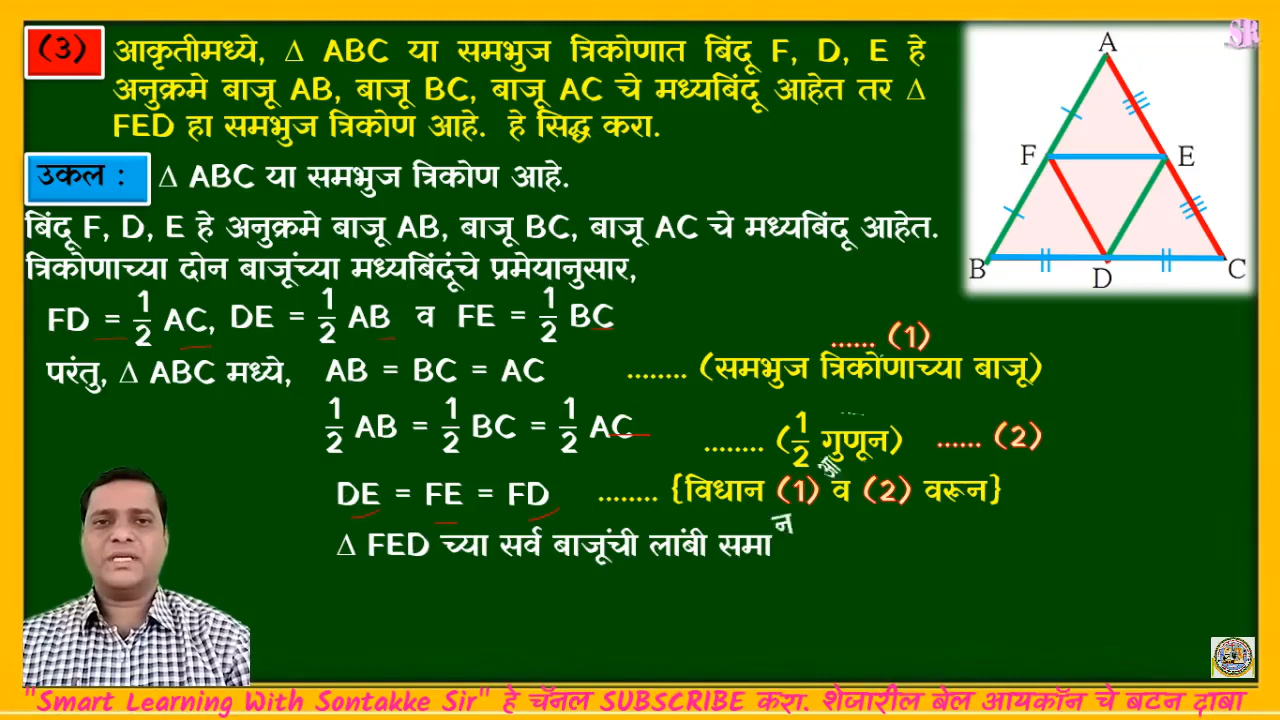 (३) आकृतीमध्ये, Δ ABC या समभुज त्रिकोणात बिंदू F, D, E हे
अनुक्रमे बाजू AB, बाजू BC, बाजू AC चे मध्यबिंदू आहेत तर Δ
FED हा समभुज त्रिकोण आहे. हे सिद्ध करा.
उकल : Δ ABC या समभुज त्रिकोण आहे.
बिंदू F, D, E हे अनुक्रमे बाजू AB, बाजू BC, बाजू AC चे मध्यबिंदू आहेत.
त्रिकोणाच्या दोन बाजूंच्या मध्यबिंदूंचे प्रमेयानुसार,
FD = 1/2 AC, DE = 1/2 AB व FE = 1/2 BC ...... (1)
परंतु, Δ ABC मध्ये, AB = BC = AC ........ (समभुज त्रिकोणाच्या बाजू)
1/2 AB = 1/2 BC = 1/2 AC ........ (1/2 गुणून) ...... (2)
DE = FE = FD ........ {विधान (1) व (2) वरून}
Δ FED च्या सर्व बाजूंची लांबी समान
A
F
E
B
D
C
SR
"Smart Learning With Sontakke Sir" हे चॅनल SUBSCRIBE करा. शेजारील बेल आयकॉन चे बटन दाबा